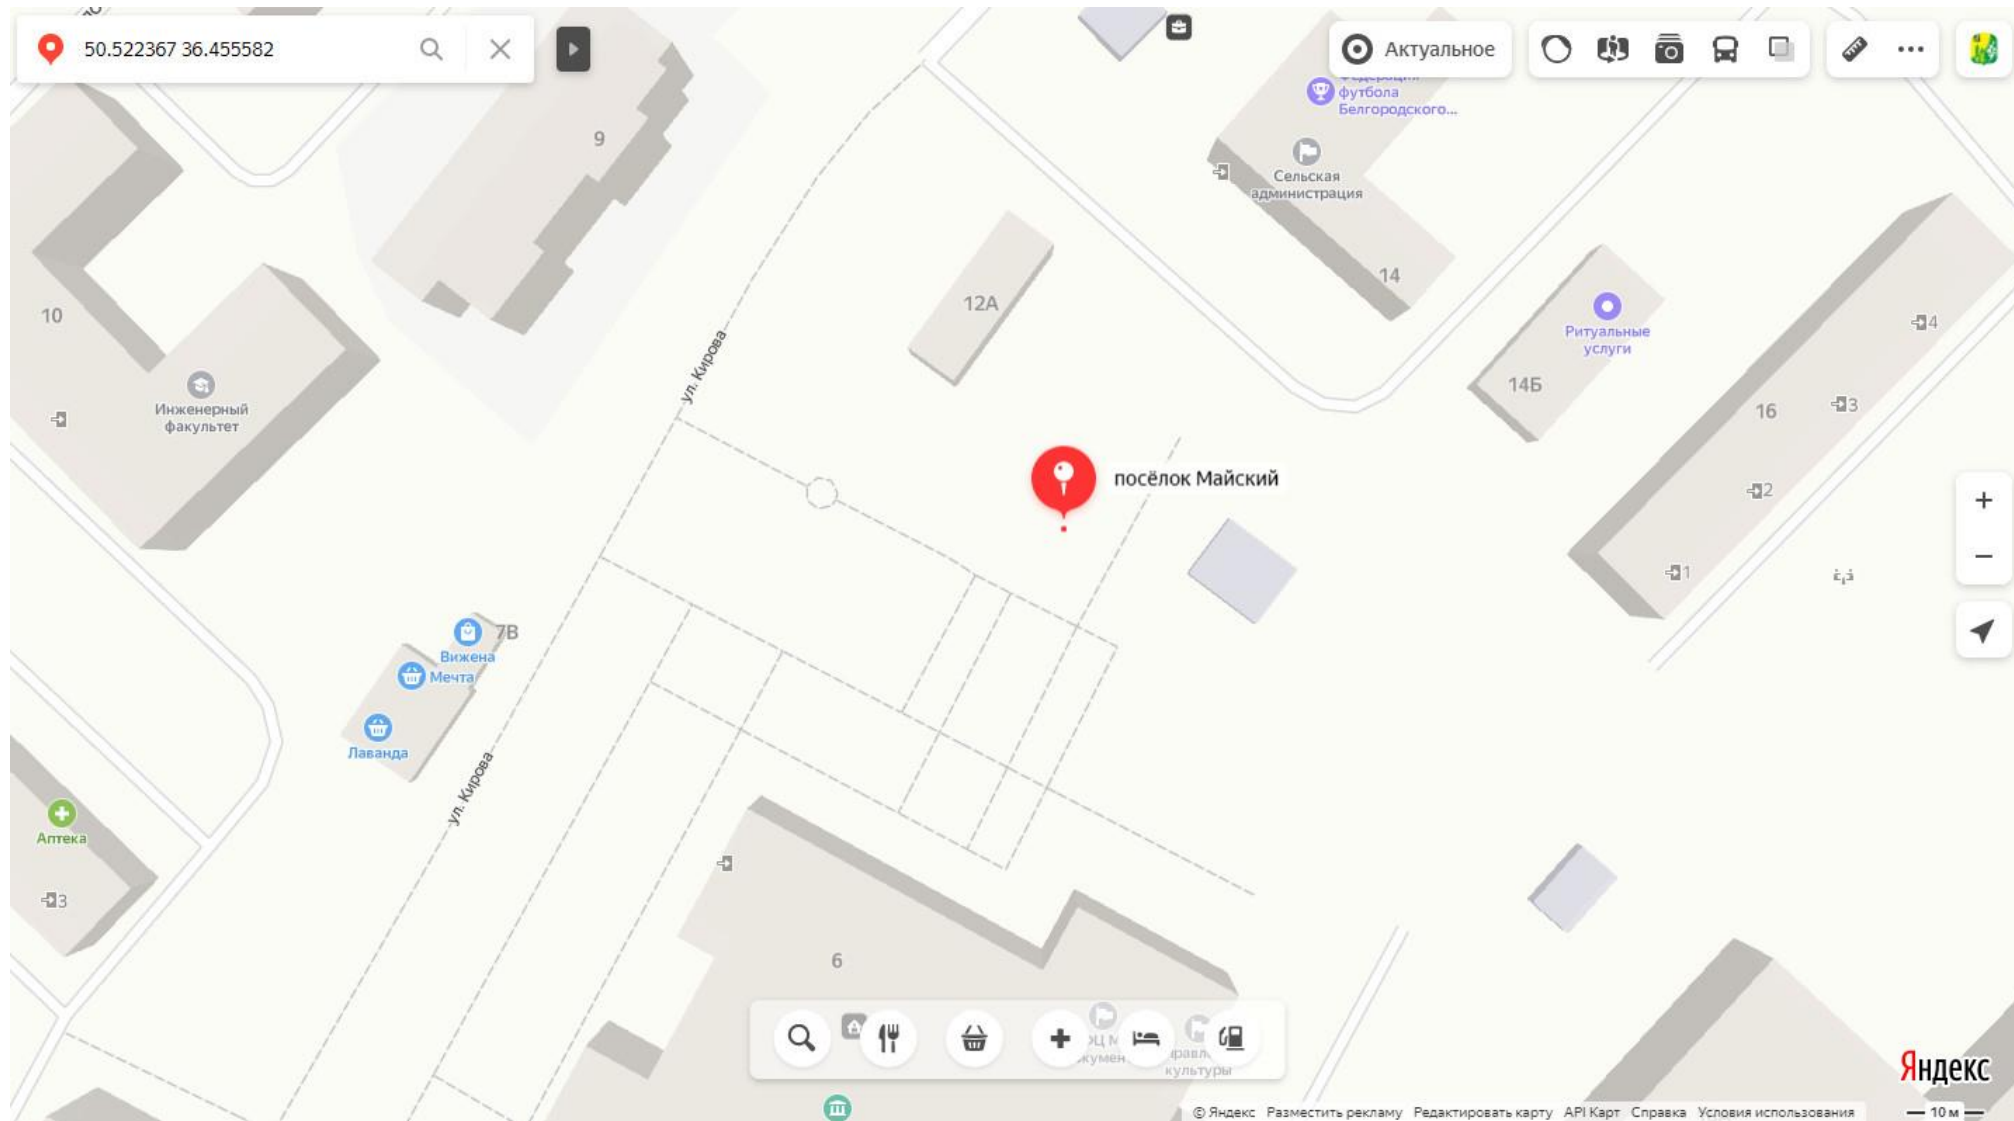 50.522367 36.455582
Актуальное
футбола
Белгородского...
9
Сельская
администрация
14
12А
10
Ритуальные
услуги
4
ул. Кирова
14Б
3
16
Инженерный
факультет
посёлок Майский
2
1
7В
Вижена
Мечта
Лаванда
ул. Кирова
Аптека
3
6
культуры
Яндекс
© Яндекс Разместить рекламу Редактировать карту API Карт Справка Условия использования
10 м